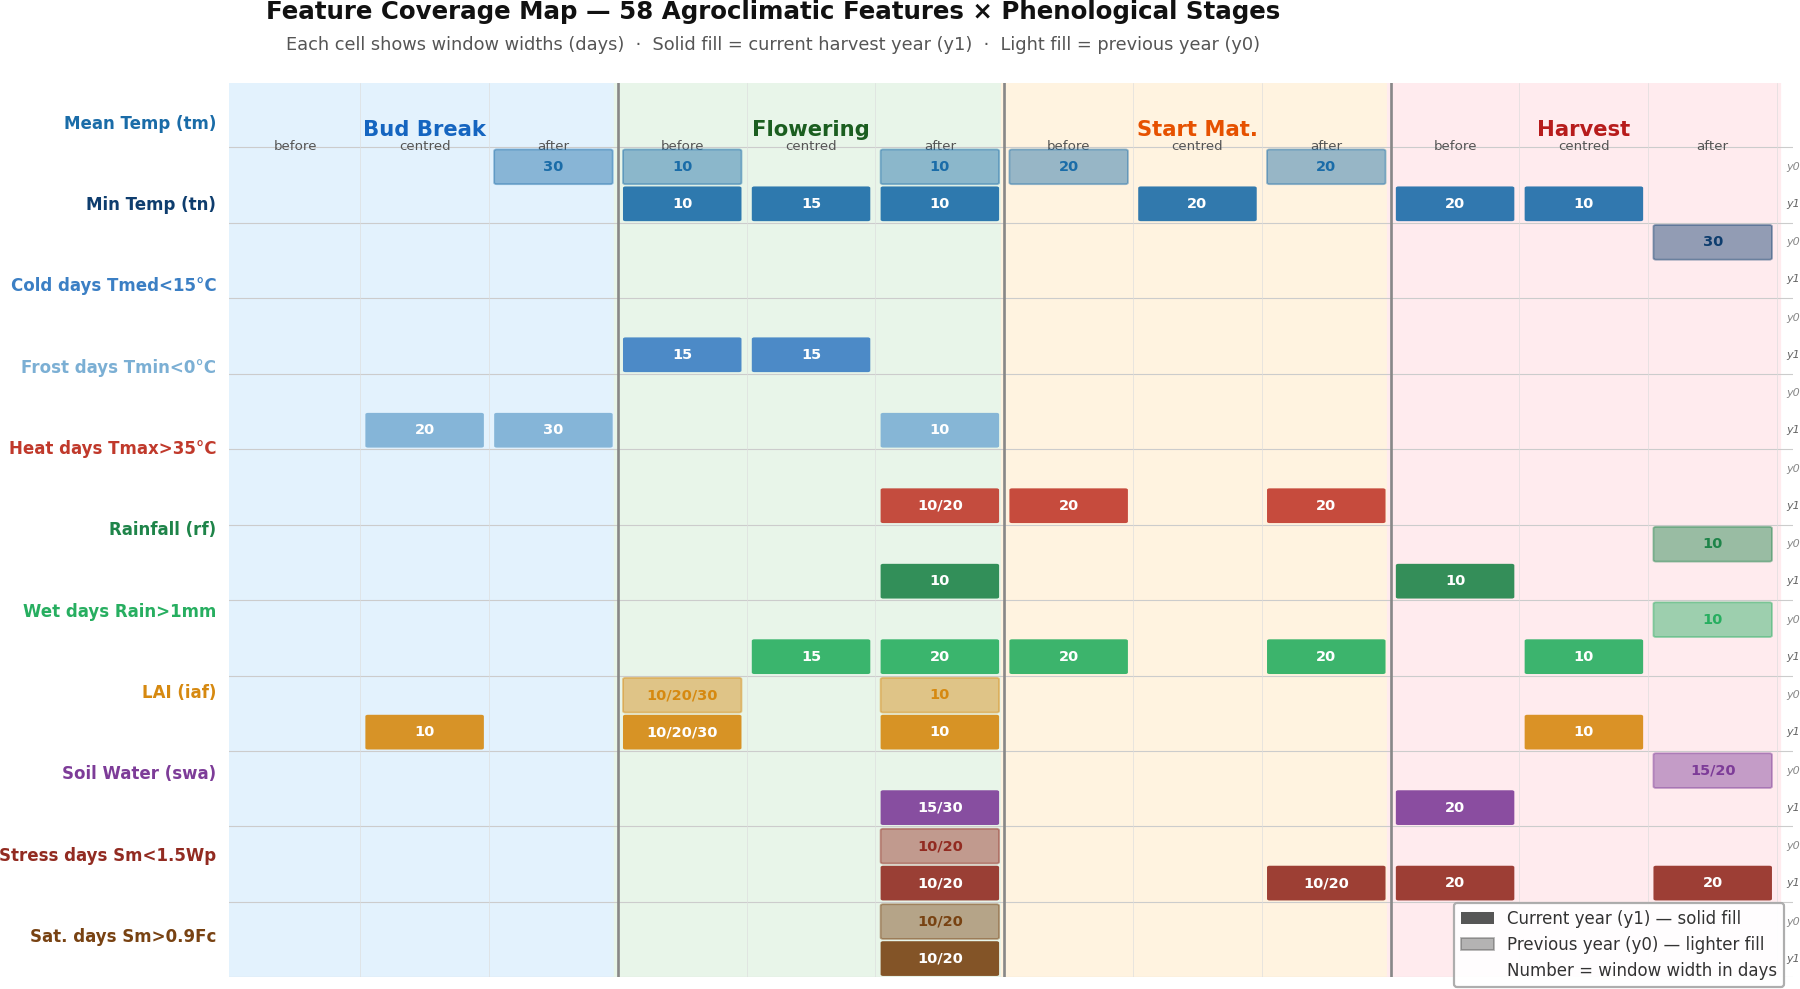 Feature Coverage Map — 58 Agroclimatic Features × Phenological Stages
Each cell shows window widths (days) · Solid fill = current harvest year (y1) · Light fill = previous year (y0)
Mean Temp (tm)
Bud Break Flowering Start Mat. Harvest
before centred after before centred after before centred after before centred after
30 10 10 20 20 y0
Min Temp (tn) 10 15 10 20 20 10 y1
30 y0
Cold days Tmed<15°C y1
y0
Frost days Tmin<0°C 15 15 y1
y0
20 30 10 y1
Heat days Tmax>35°C
y0
10/20 20 20 y1
Rainfall (rf)
10 y0
10 10 y1
Wet days Rain>1mm 10 y0
15 20 20 20 10 y1
LAI (iaf) 10/20/30 10 y0
10 10/20/30 10 10 y1
Soil Water (swa) 15/20 y0
15/30 20 y1
Stress days Sm<1.5Wp 10/20 y0
10/20 10/20 20 20 y1
Sat. days Sm>0.9Fc 10/20 y0
10/20 y1
Current year (y1) — solid fill
Previous year (y0) — lighter fill
Number = window width in days